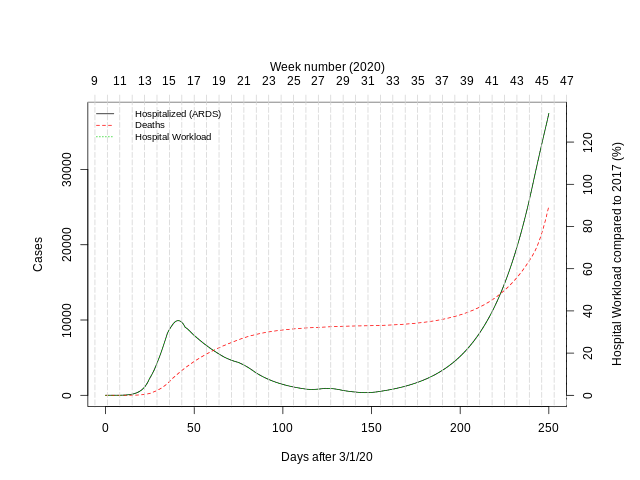 Week number (2020)
9 11 13 15 17 19 21 23 25 27 29 31 33 35 37 39 41 43 45 47
Hospitalized (ARDS)
Deaths
Hospital Workload
Cases
0 10000 20000 30000
0 20 40 60 80 100 120
Hospital Workload compared to 2017 (%)
0 50 100 150 200 250
Days after 3/1/20